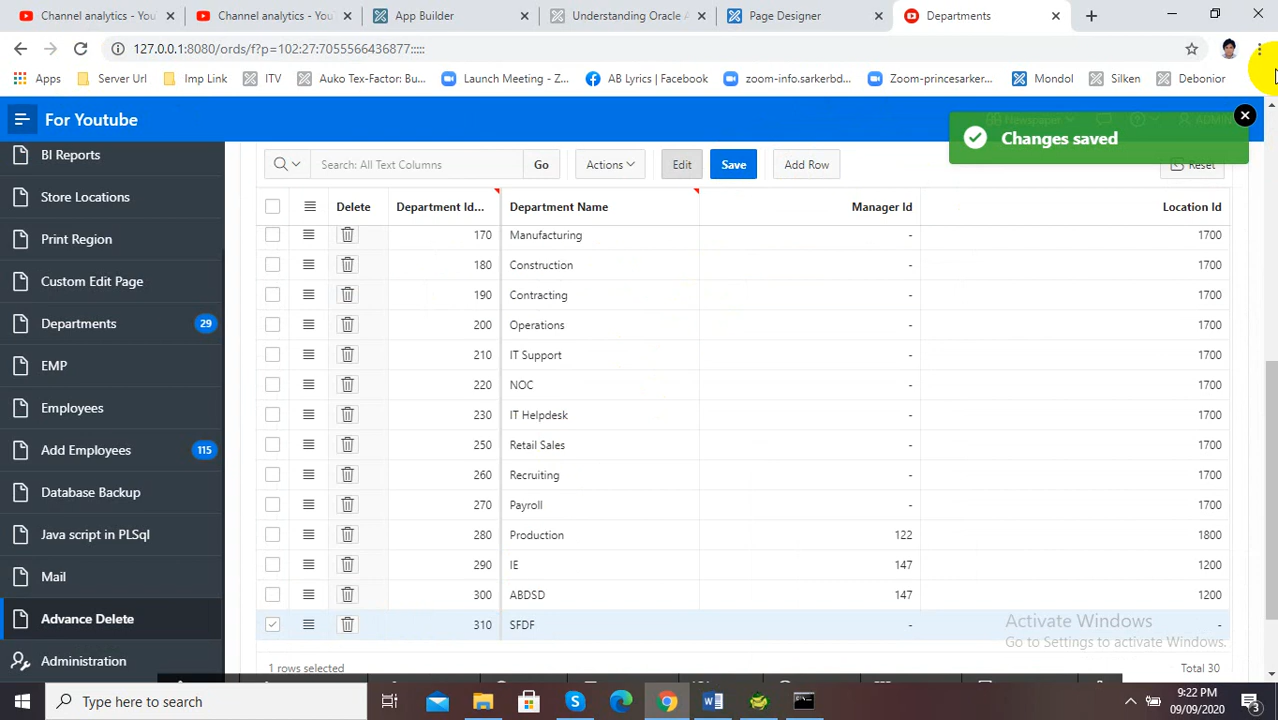 Channel analytics - You
Channel analytics - You
App Builder
Understanding Oracle A
Page Designer
Departments
127.0.0.1:8080/ords/f?p=102:27:7055566436877:::::
Apps
Server Url
Imp Link
ITV
Auko Tex-Factor: Bu...
Launch Meeting - Z...
AB Lyrics | Facebook
zoom-info.sarkerbd...
Zoom-princesarker...
Mondol
Silken
Debonior
For Youtube
Newspaper
ADMIN
Changes saved
BI Reports
Store Locations
Print Region
Custom Edit Page
Departments 29
EMP
Employees
Add Employees 115
Database Backup
Java script in PLSql
Mail
Advance Delete
Administration
Search: All Text Columns
Go
Actions
Edit
Save
Add Row
Reset
Delete Department Id... Department Name Manager Id Location Id
170 Manufacturing - 1700
180 Construction - 1700
190 Contracting - 1700
200 Operations - 1700
210 IT Support - 1700
220 NOC - 1700
230 IT Helpdesk - 1700
250 Retail Sales - 1700
260 Recruiting - 1700
270 Payroll - 1700
280 Production 122 1800
290 IE 147 1200
300 ABDSD 147 1200
310 SFDF - -
1 rows selected
Total 30
Activate Windows
Go to Settings to activate Windows.
Type here to search
9:22 PM
09/09/2020
3